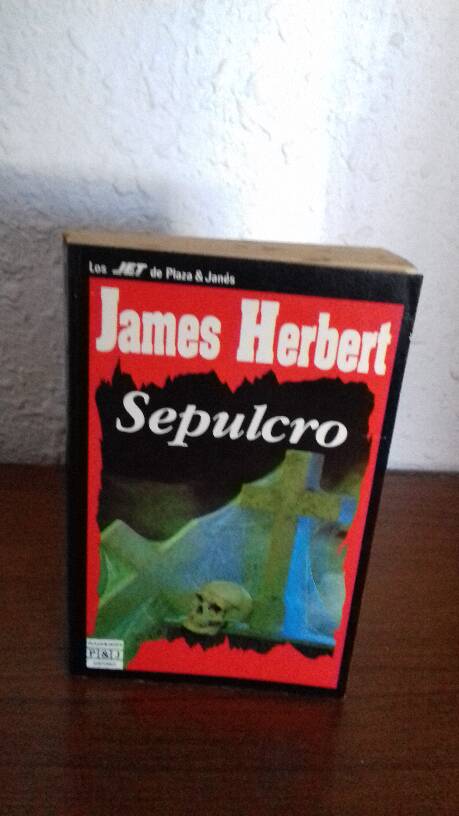 Los JET de Plaza & Janés
James Herbert
Sepulcro
P&J